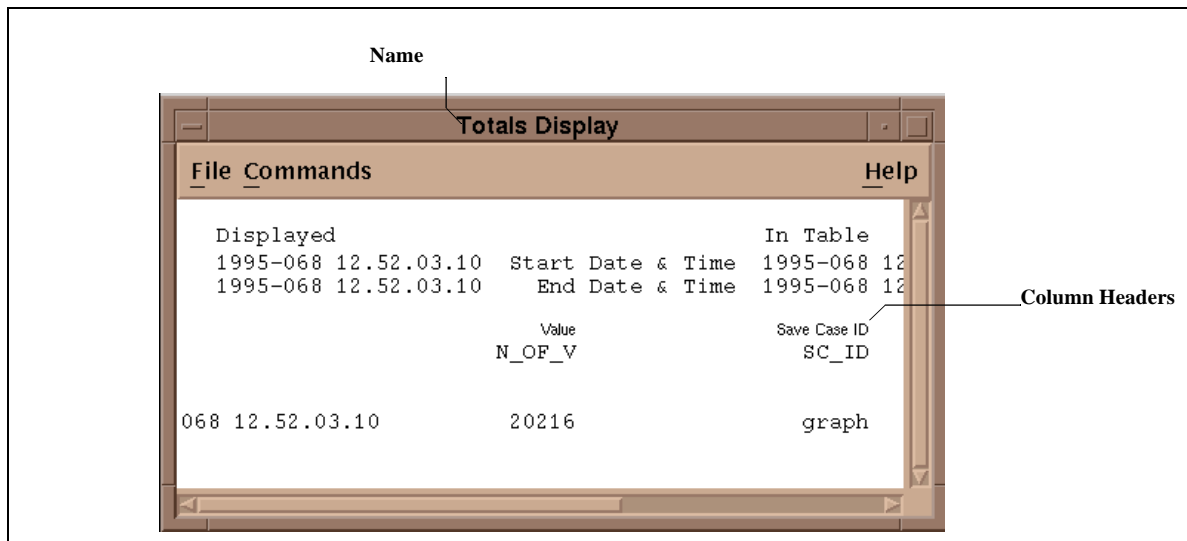 Name
Totals Display
File Commands Help
Displayed In Table
1995-068 12.52.03.10 Start Date & Time 1995-068 12
1995-068 12.52.03.10 End Date & Time 1995-068 12
Column Headers
Value Save Case ID
N_OF_V SC_ID
068 12.52.03.10 20216 graph